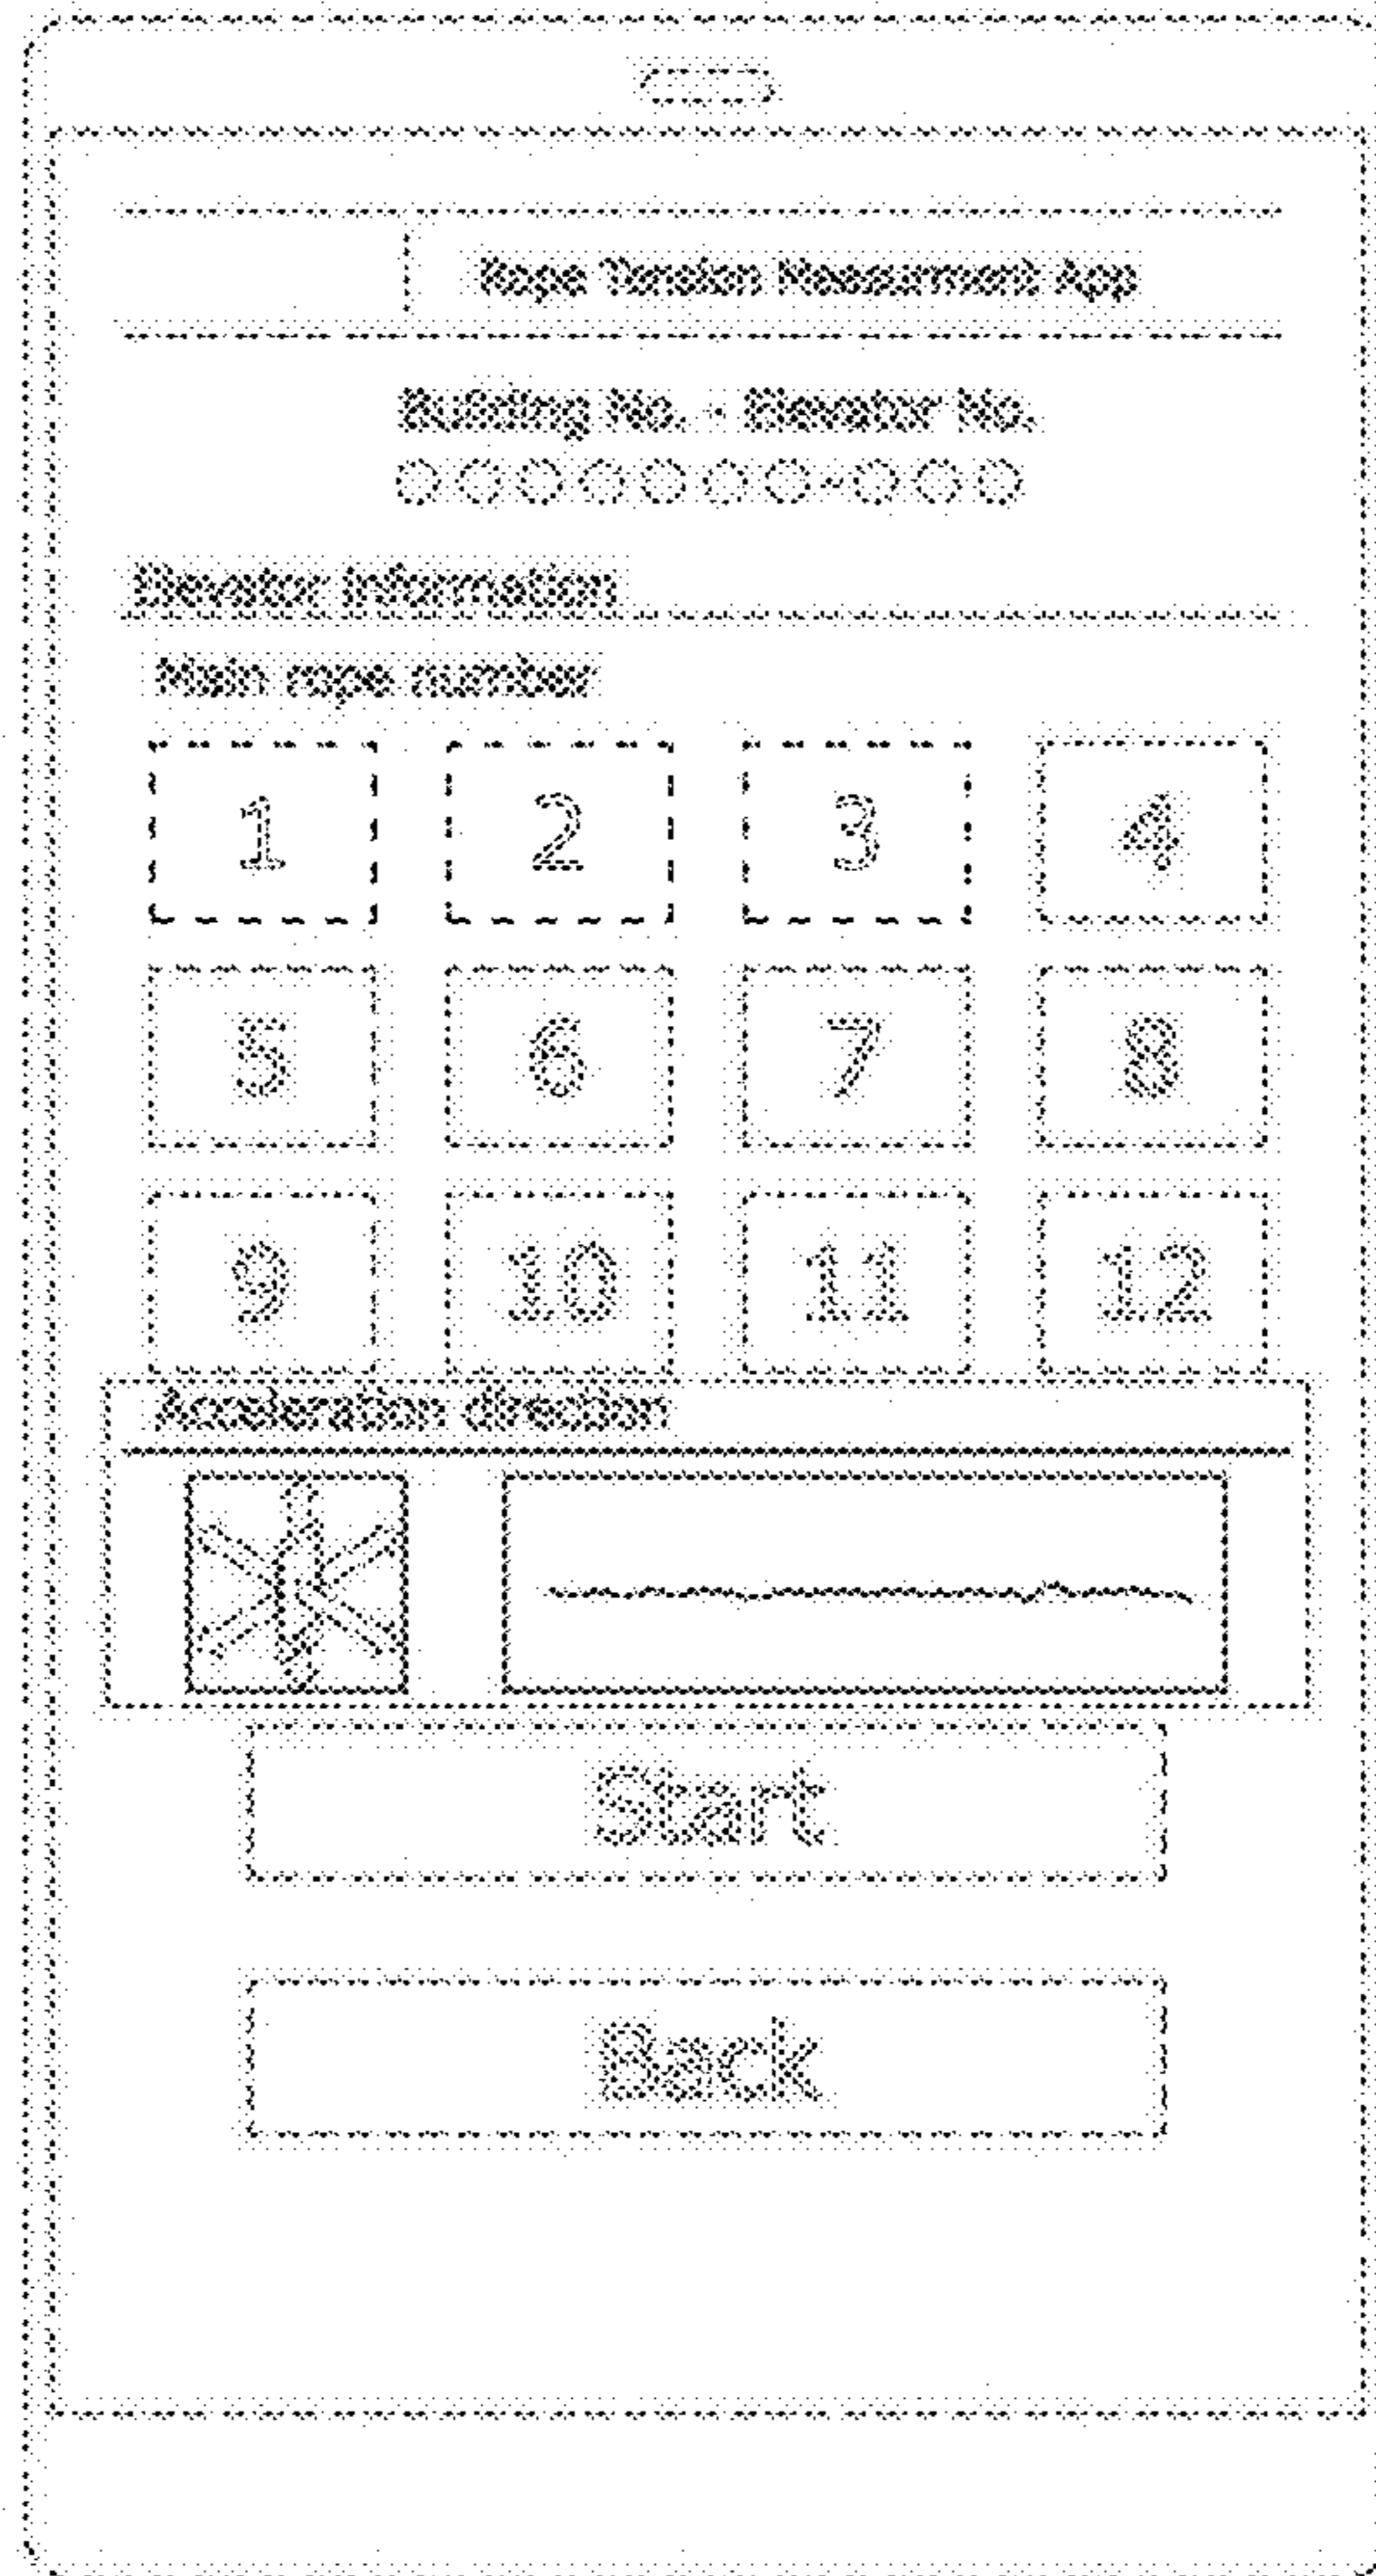 Rope Tension Measurment App
Building No. - Elevator No.
○○○○○○○-○○○
Elevator Information
Main rope number
1 2 3 4
5 6 7 8
9 10 11 12
Acceleration direction
Start
Back